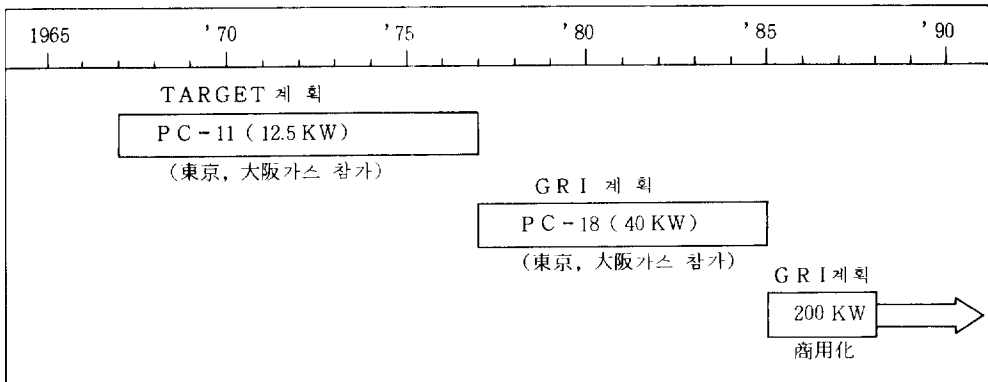 1965 '70 '75 '80 '85 '90
TARGET 계획
PC-11 (12.5 KW)
(東京, 大阪가스 참가)
GRI 계획
PC-18 (40 KW)
(東京, 大阪가스 참가)
GRI계획
200 KW
商用化